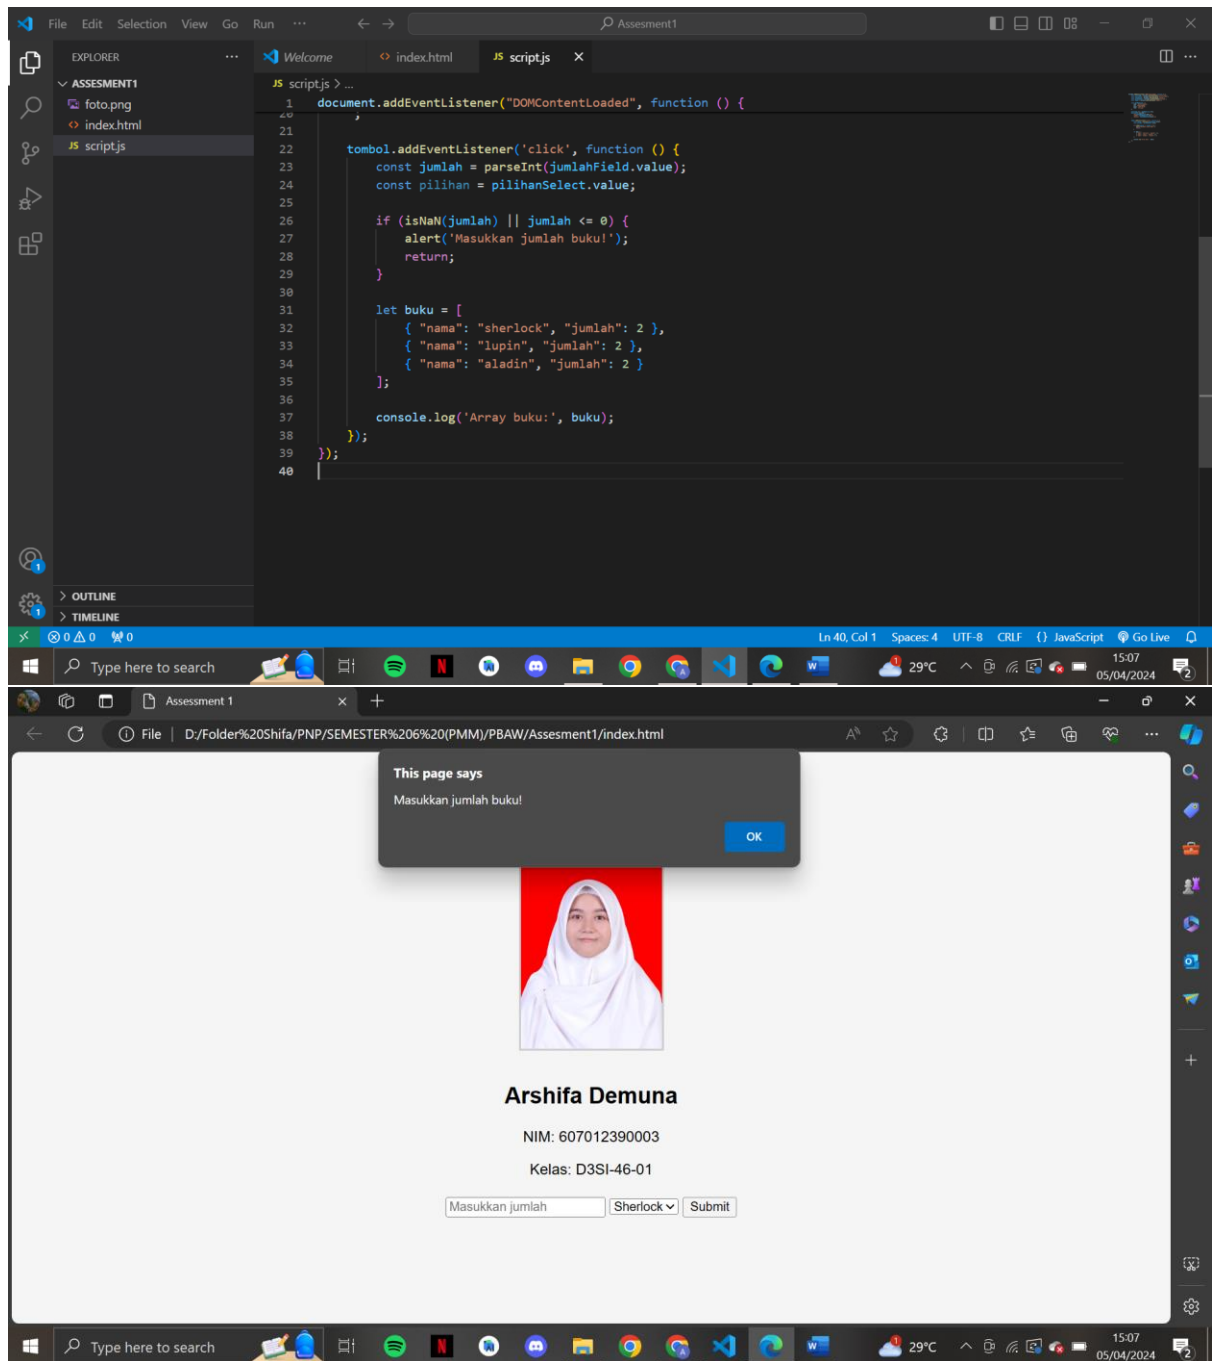 File Edit Selection View Go Run ··· Assesment1
EXPLORER ···
ASSESMENT1
foto.png
index.html
JS script.js
OUTLINE
TIMELINE
Welcome index.html JS script.js
JS script.js > ...
1 document.addEventListener("DOMContentLoaded", function () {
20 ;
21
22 tombol.addEventListener('click', function () {
23 const jumlah = parseInt(jumlahField.value);
24 const pilihan = pilihanSelect.value;
25
26 if (isNaN(jumlah) || jumlah <= 0) {
27 alert('Masukkan jumlah buku!');
28 return;
29 }
30
31 let buku = [
32 { "nama": "sherlock", "jumlah": 2 },
33 { "nama": "lupin", "jumlah": 2 },
34 { "nama": "aladin", "jumlah": 2 }
35 ];
36
37 console.log('Array buku:', buku);
38 });
39 });
40
0 0 0 Ln 40, Col 1 Spaces: 4 UTF-8 CRLF {} JavaScript Go Live
Type here to search 29°C 15:07
05/04/2024
Assessment 1
File | D:/Folder%20Shifa/PNP/SEMESTER%206%20(PMM)/PBAW/Assesment1/index.html
This page says
Masukkan jumlah buku!
OK
Arshifa Demuna
NIM: 607012390003
Kelas: D3SI-46-01
Masukkan jumlah Sherlock Submit
Type here to search 29°C 15:07
05/04/2024